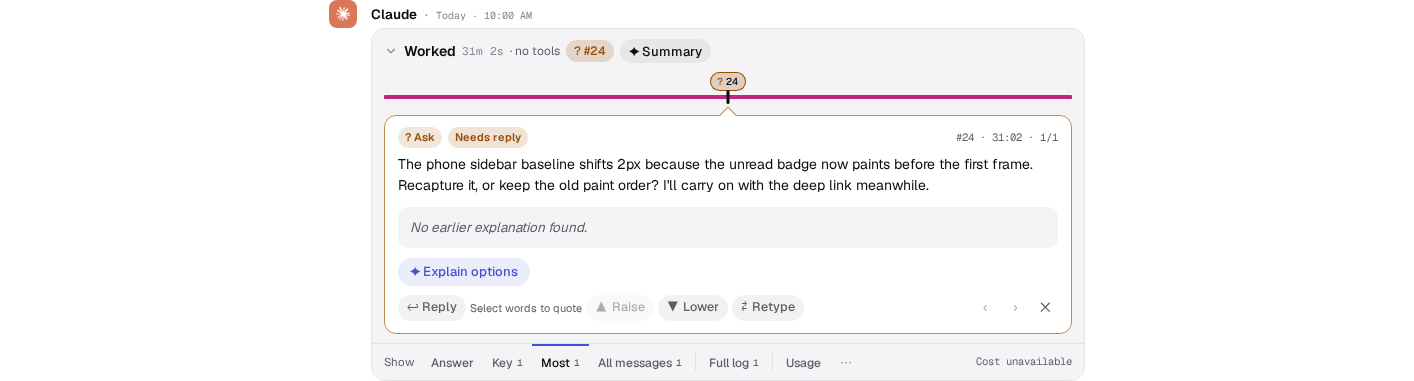 Claude · Today · 10:00 AM
Worked 31m 2s · no tools ? #24 ✦ Summary
? 24
? Ask Needs reply #24 · 31:02 · 1/1
The phone sidebar baseline shifts 2px because the unread badge now paints before the first frame.
Recapture it, or keep the old paint order? I'll carry on with the deep link meanwhile.
No earlier explanation found.
✦ Explain options
↩ Reply Select words to quote ▲ Raise ▼ Lower ⇄ Retype ‹ › ×
Show Answer Key 1 Most 1 All messages 1 Full log 1 Usage ··· Cost unavailable